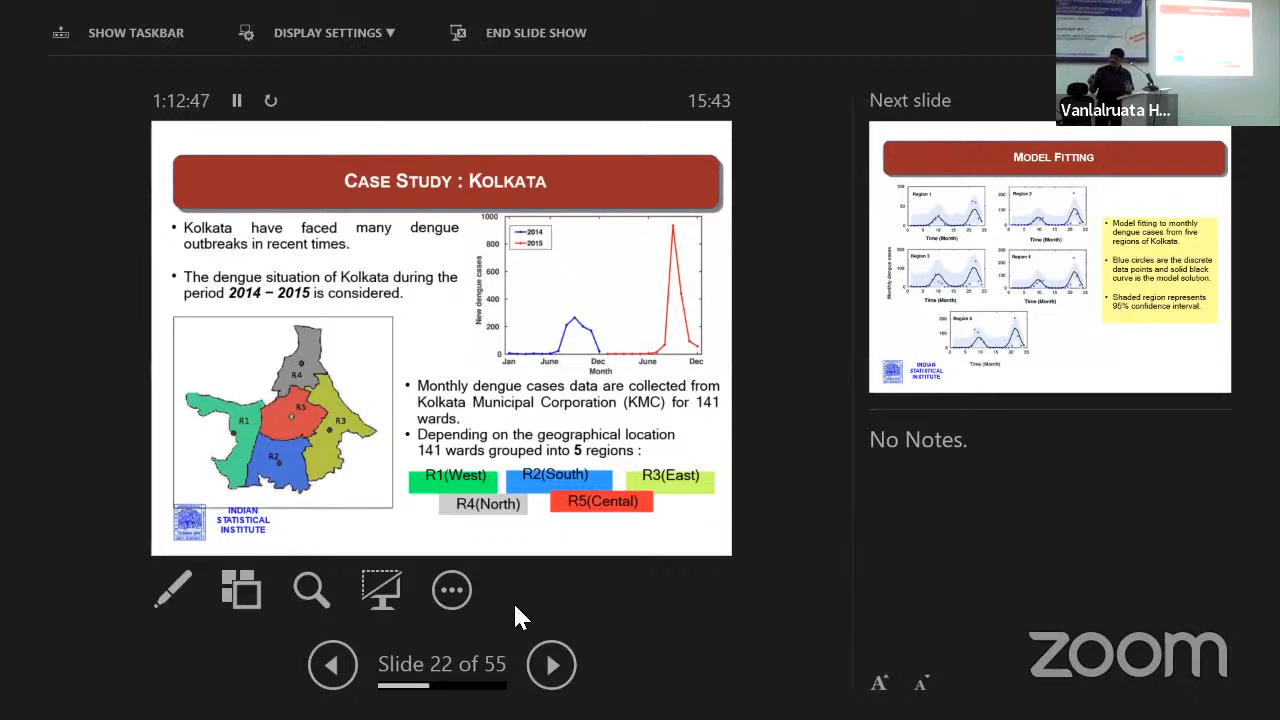 SHOW TASKBAR
DISPLAY SETTINGS ▼
END SLIDE SHOW
1:12:47
15:43
CASE STUDY : KOLKATA
Kolkata have faced many dengue
outbreaks in recent times.
The dengue situation of Kolkata during the
period 2014 – 2015 is considered.
1000
800
600
400
200
0
2014
2015
New dengue cases
Jan
June
Dec
June
Dec
Month
R4
R1
R5
R3
R2
Monthly dengue cases data are collected from
Kolkata Municipal Corporation (KMC) for 141
wards.
Depending on the geographical location
141 wards grouped into 5 regions :
R1(West)
R2(South)
R3(East)
R4(North)
R5(Cental)
INDIAN
STATISTICAL
INSTITUTE
Slide 22 of 55
Next slide
Vanlalruata H...
MODEL FITTING
Region 1
Region 2
Time (Month)
Time (Month)
Region 3
Region 4
Monthly dengue cases
Time (Month)
Time (Month)
Region 5
Time (Month)
Model fitting to monthly
dengue cases from five
regions of Kolkata.
Blue circles are the discrete
data points and solid black
curve is the model solution.
Shaded region represents
95% confidence interval.
INDIAN
STATISTICAL
INSTITUTE
No Notes.
A A
zoom